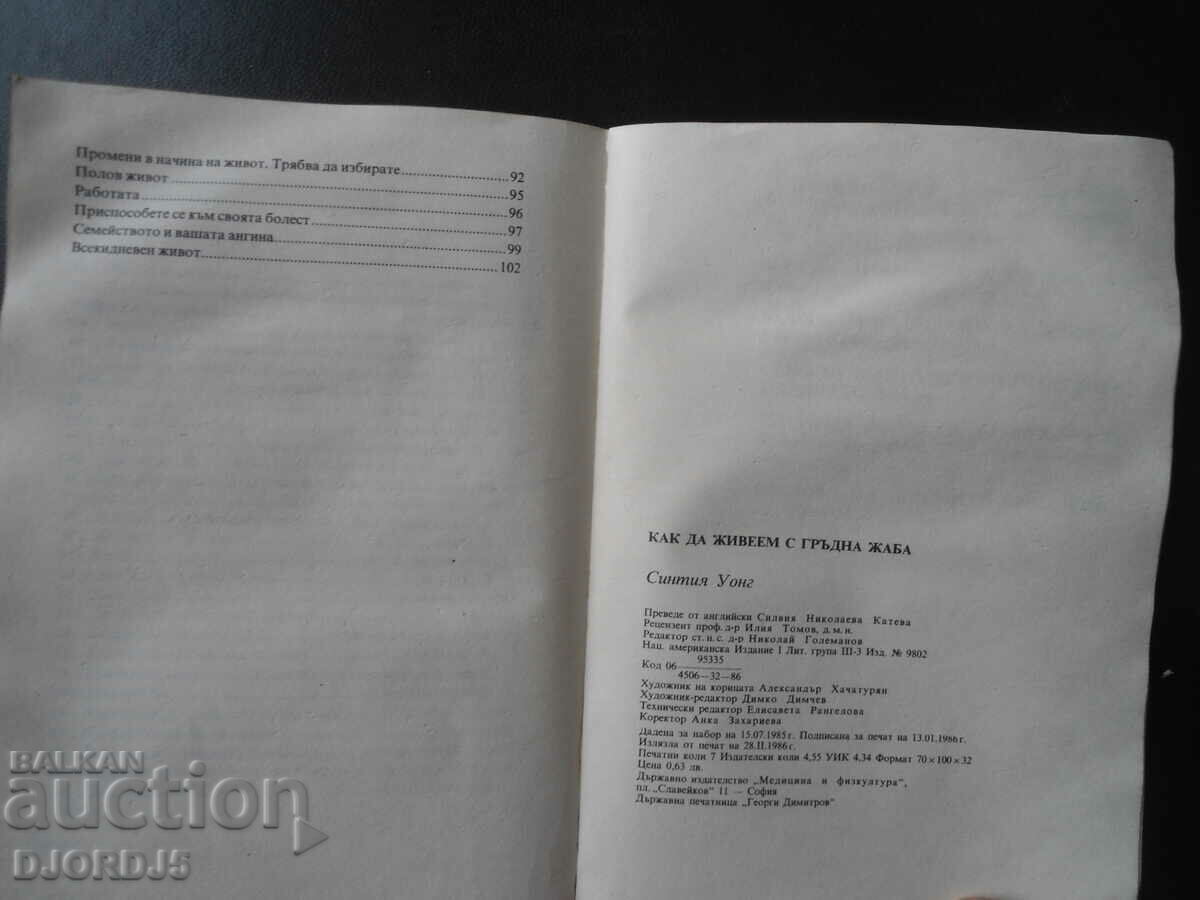 Промени в начина на живот. Трябва да избирате ........ 92
Полов живот ........ 95
Работата ........ 96
Приспособете се към своята болест ........ 97
Семейството и вашата ангина ........ 99
Всекидневен живот ........ 102
КАК ДА ЖИВЕЕМ С ГРЪДНА ЖАБА
Синтия Уонг
Преведе от английски Силвия Николаева Катева
Рецензент проф. д-р Илия Томов, д.м.н.
Редактор ст.н.с. д-р Николай Големанов
Нац. американска Издание I Лит. група III-3 Изд. № 9802
95335
Код 06
4506—32—86
Художник на корицата Александър Хачатурян
Художник-редактор Димко Димчев
Технически редактор Елисавета Рангелова
Коректор Анка Захариева
Дадена за набор на 15.07.1985 г. Подписана за печат на 13.01.1986 г.
Излязла от печат на 28.II.1986 г.
Печатни коли 7 Издателски коли 4,55 УИК 4,34 Формат 70×100×32
Цена 0,63 лв.
Държавно издателство „Медицина и физкултура“,
пл. „Славейков“ 11 — София
Държавна печатница „Георги Димитров“
BALKAN
auction
DJORDJ5